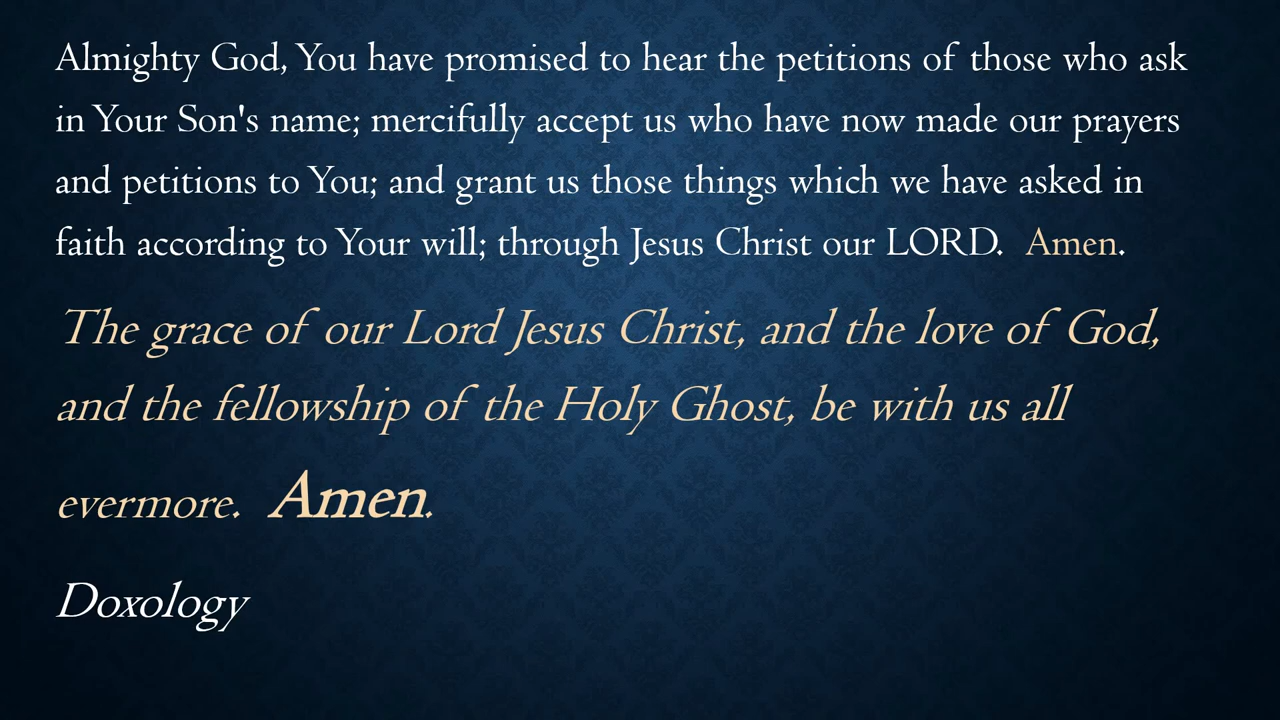 Almighty God, You have promised to hear the petitions of those who ask
in Your Son's name; mercifully accept us who have now made our prayers
and petitions to You; and grant us those things which we have asked in
faith according to Your will; through Jesus Christ our LORD. Amen.
The grace of our Lord Jesus Christ, and the love of God,
and the fellowship of the Holy Ghost, be with us all
evermore. Amen.
Doxology